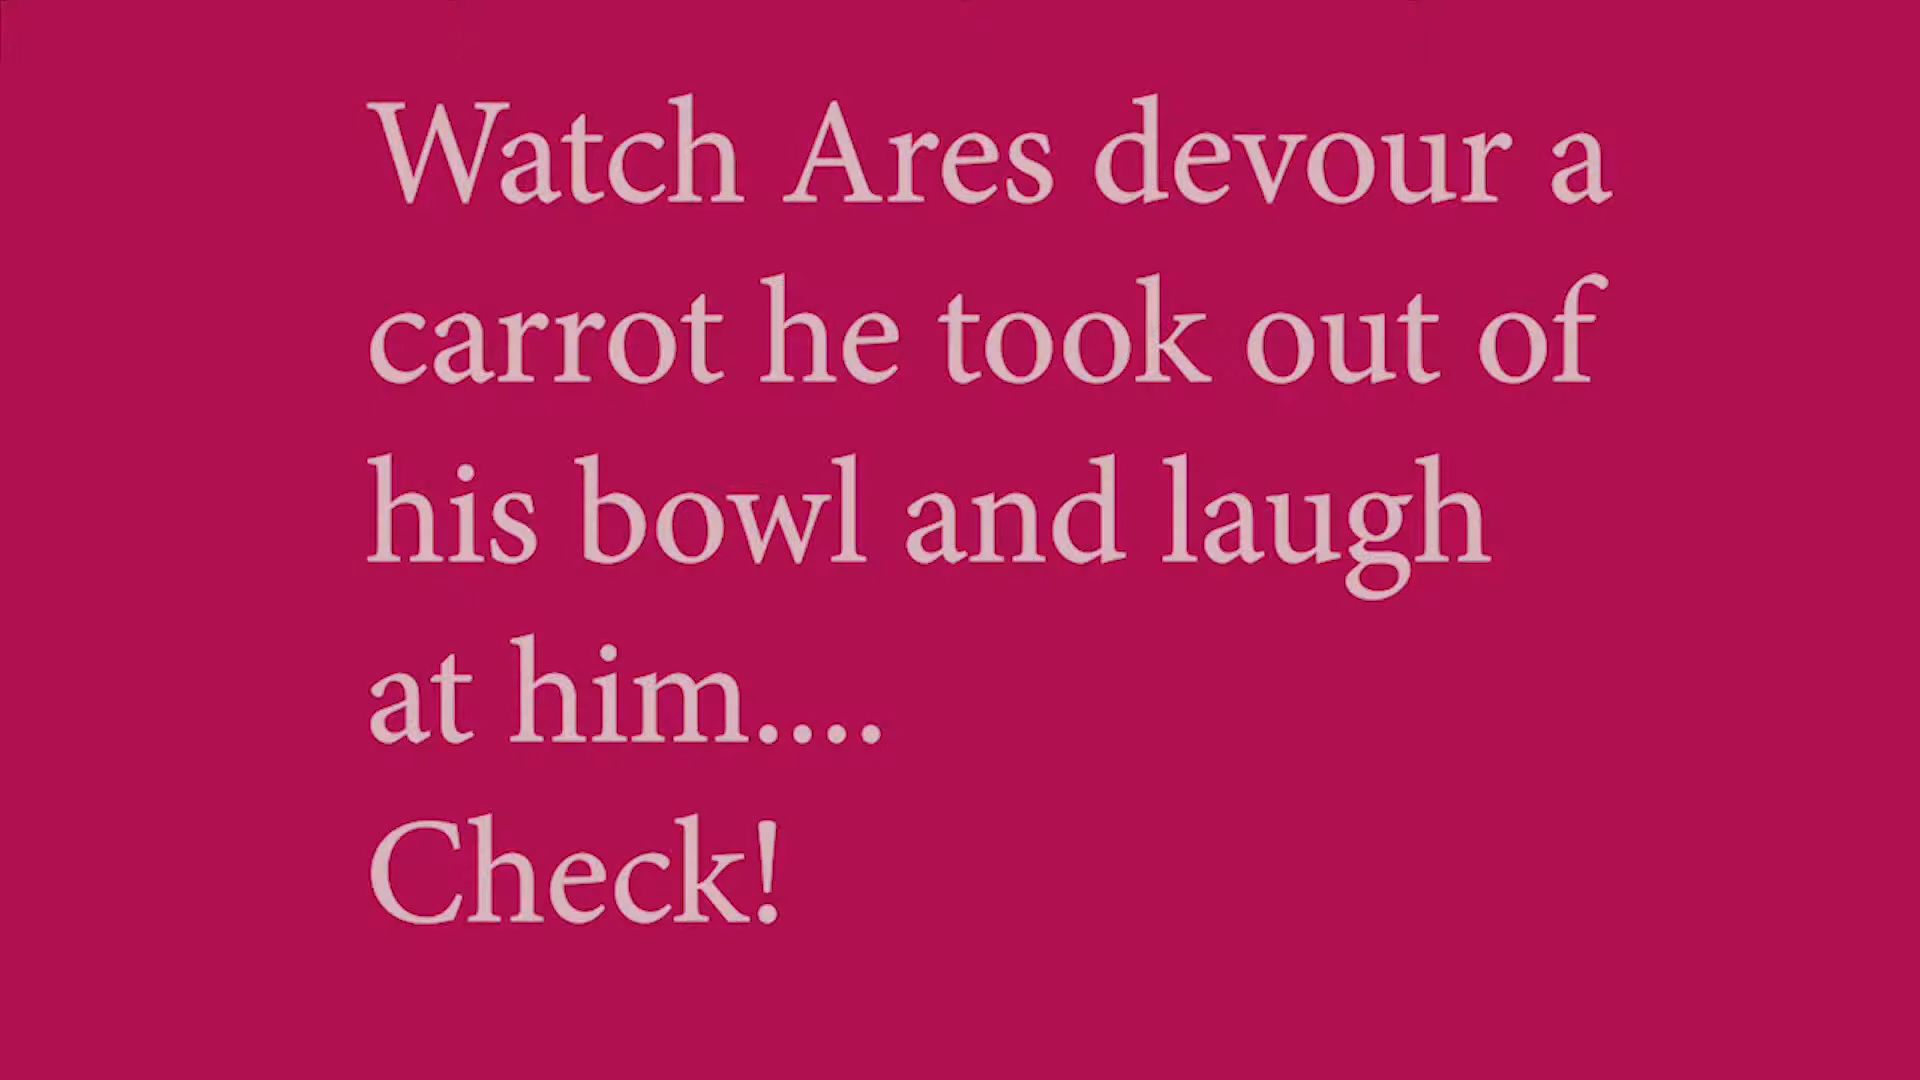 Watch Ares devour a
carrot he took out of
his bowl and laugh
at him....
Check!